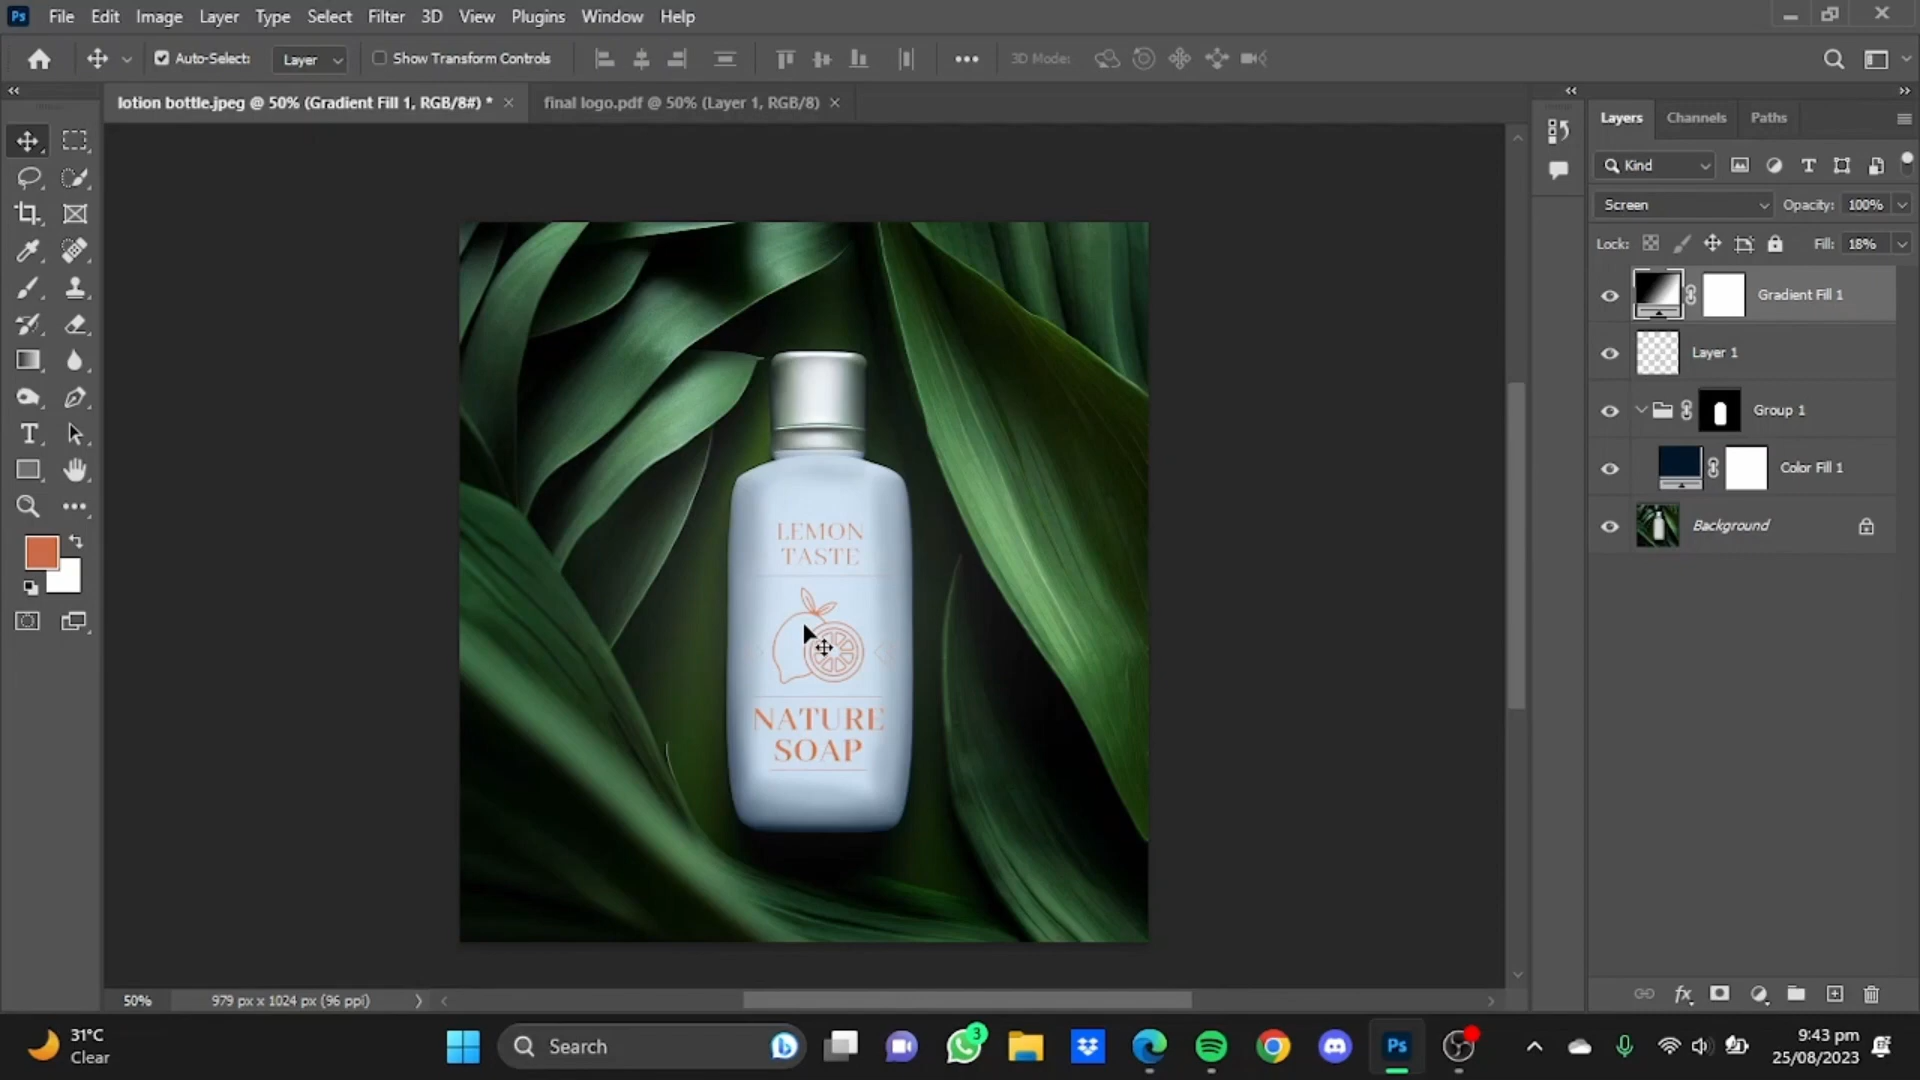 Ps File Edit Image Layer Type Select Filter 3D View Plugins Window Help
Auto-Select: Layer Show Transform Controls 3D Mode:
lotion bottle.jpeg @ 50% (Gradient Fill 1, RGB/8#) * final logo.pdf @ 50% (Layer 1, RGB/8)
Layers Channels Paths
Kind
Screen Opacity: 100%
Lock: Fill: 18%
Gradient Fill 1
Layer 1
Group 1
Color Fill 1
Background
LEMON
TASTE
NATURE
SOAP
50% 979 px x 1024 px (96 ppi)
31°C
Clear
Search
3
Ps
9:43 pm
25/08/2023